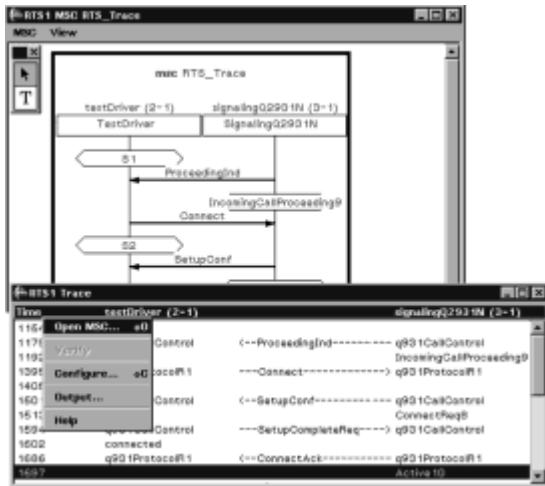 RTS1 MSC RTS_Trace
MSC View
msc RTS_Trace
T
testDriver (2-1) signalingQ2931N (3-1)
TestDriver SignalingQ2931N
S1
ProceedingInd
IncomingCallProceeding9
Connect
S2
SetupConf
RTS1 Trace
Time testDriver (2-1) signalingQ2931N (3-1)
Open MSC...
Control <--ProceedingInd---------- q931CallControl
Verify
IncomingCallProceeding9
Configure... ocolR1 ---Connect-------------> q931ProtocolR1
Output... Control <--SetupConf-------------- q931CallControl
ConnectReq8
Help
Control ---SetupCompleteReq-----> q931CallControl
1602 connected
1686 q931ProtocolR1 <--ConnectAck------------ q931ProtocolR1
1697 Active10